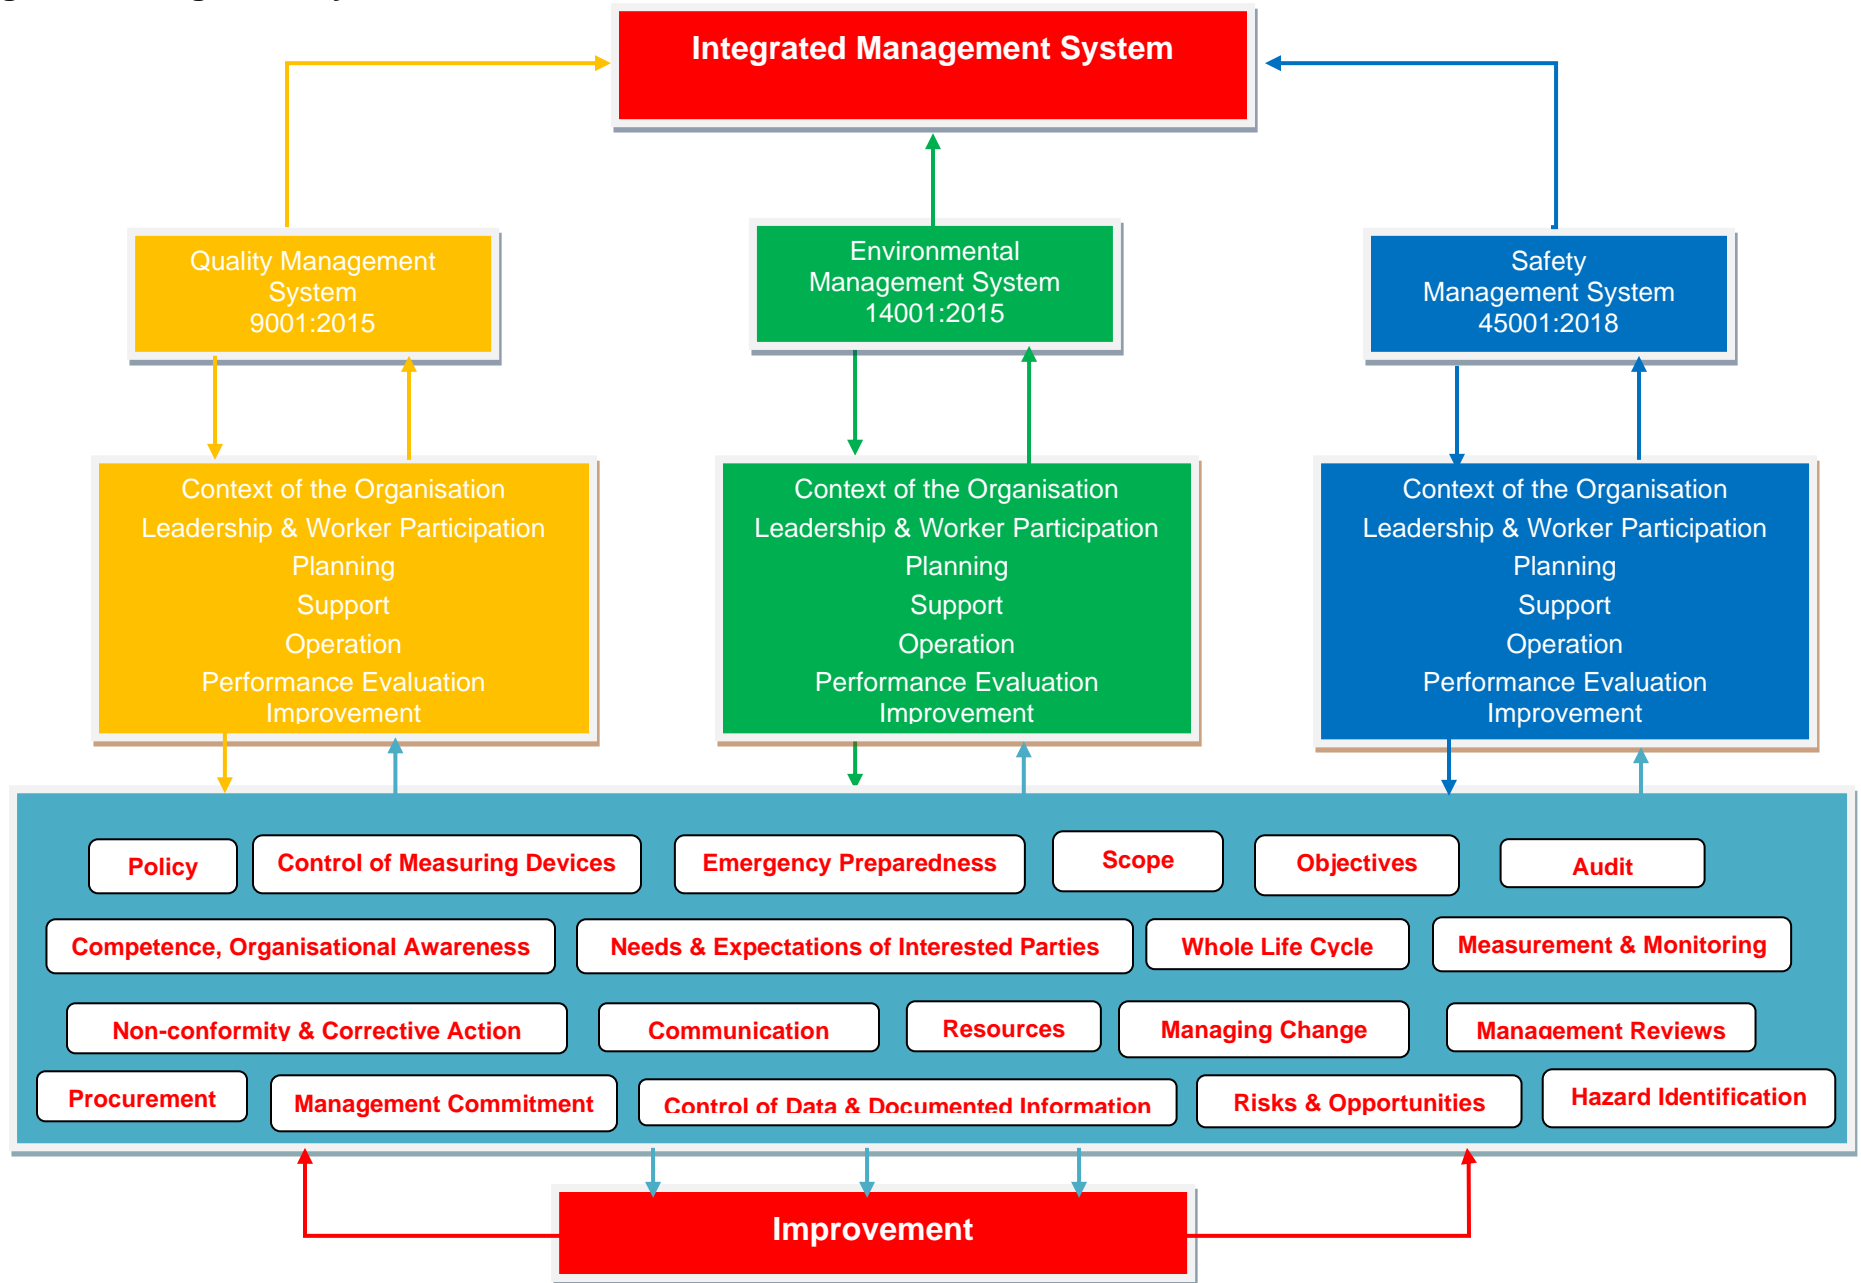 Integrated Management System
Quality Management
System
9001:2015
Environmental
Management System
14001:2015
Safety
Management System
45001:2018
Context of the Organisation
Leadership & Worker Participation
Planning
Support
Operation
Performance Evaluation
Improvement
Context of the Organisation
Leadership & Worker Participation
Planning
Support
Operation
Performance Evaluation
Improvement
Context of the Organisation
Leadership & Worker Participation
Planning
Support
Operation
Performance Evaluation
Improvement
Policy
Control of Measuring Devices
Emergency Preparedness
Scope
Objectives
Audit
Competence, Organisational Awareness
Needs & Expectations of Interested Parties
Whole Life Cycle
Measurement & Monitoring
Non-conformity & Corrective Action
Communication
Resources
Managing Change
Management Reviews
Procurement
Management Commitment
Control of Data & Documented Information
Risks & Opportunities
Hazard Identification
Improvement